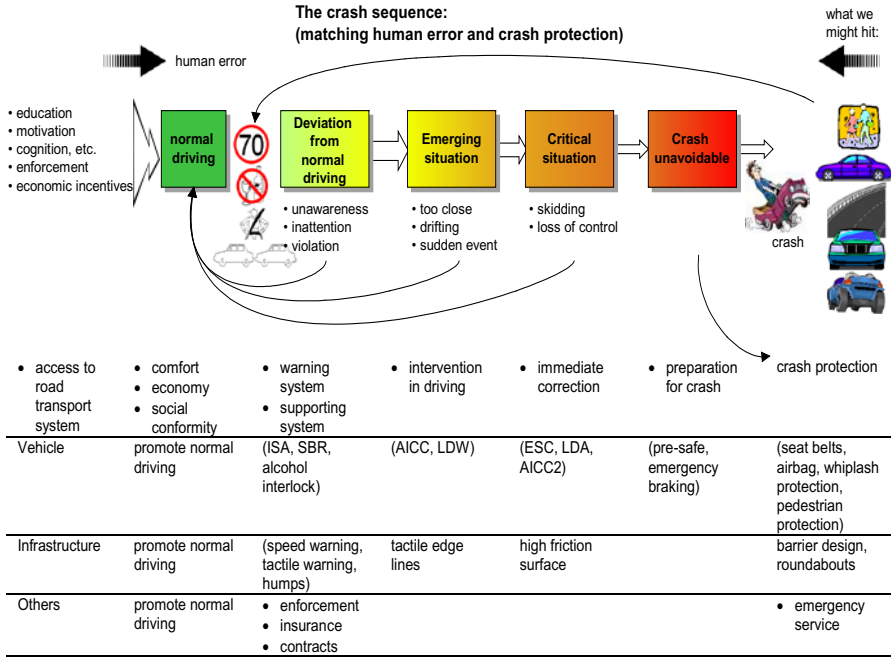 The crash sequence:
(matching human error and crash protection)
what we
might hit:
human error
• education
• motivation
• cognition, etc.
• enforcement
• economic incentives
normal
driving
70
Deviation
from
normal
driving
Emerging
situation
Critical
situation
Crash
unavoidable
• unawareness
• inattention
• violation
• too close
• drifting
• sudden event
• skidding
• loss of control
crash
• access to
road
transport
system
• comfort
• economy
• social
conformity
• warning
system
• supporting
system
• intervention
in driving
• immediate
correction
• preparation
for crash
crash protection
Vehicle
promote normal
driving
(ISA, SBR,
alcohol
interlock)
(AICC, LDW)
(ESC, LDA,
AICC2)
(pre-safe,
emergency
braking)
(seat belts,
airbag, whiplash
protection,
pedestrian
protection)
Infrastructure
promote normal
driving
(speed warning,
tactile warning,
humps)
tactile edge
lines
high friction
surface
barrier design,
roundabouts
Others
promote normal
driving
• enforcement
• insurance
• contracts
• emergency
service